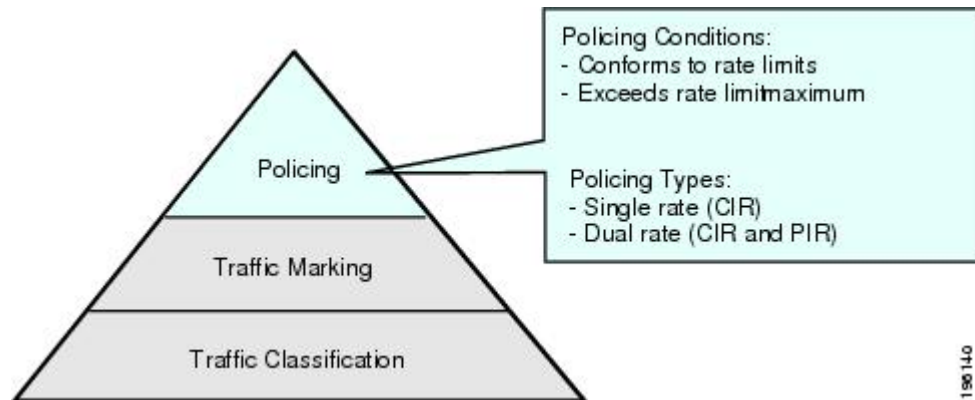 Policing Conditions:
- Conforms to rate limits
- Exceeds rate limitmaximum
Policing Types:
- Single rate (CIR)
- Dual rate (CIR and PIR)
Policing
Traffic Marking
Traffic Classification
196140